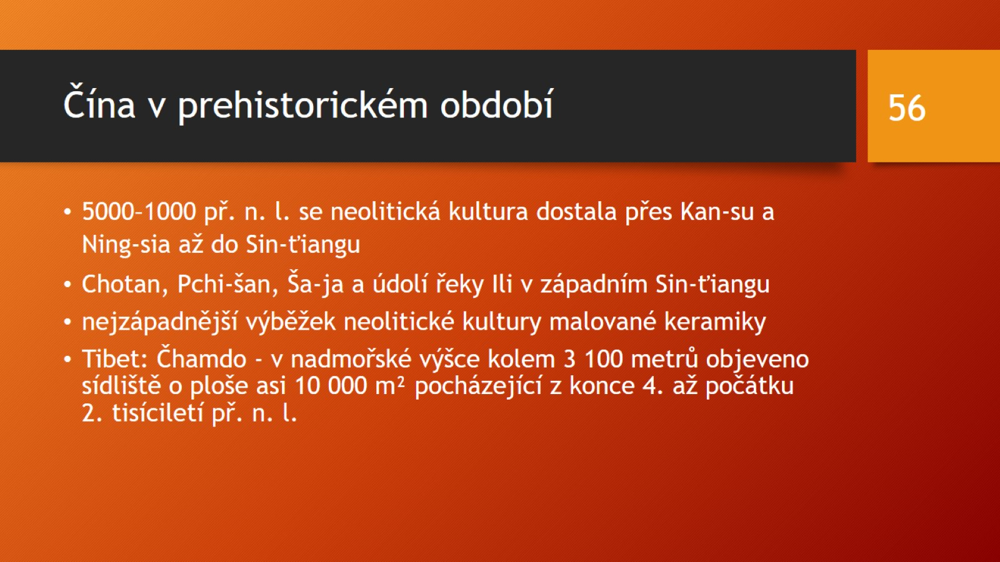 Čína v prehistorickém období
56
• 5000–1000 př. n. l. se neolitická kultura dostala přes Kan-su a
Ning-sia až do Sin-ťiangu
• Chotan, Pchi-šan, Ša-ja a údolí řeky Ili v západním Sin-ťiangu
• nejzápadnější výběžek neolitické kultury malované keramiky
• Tibet: Čhamdo - v nadmořské výšce kolem 3 100 metrů objeveno
sídliště o ploše asi 10 000 m² pocházející z konce 4. až počátku
2. tisíciletí př. n. l.